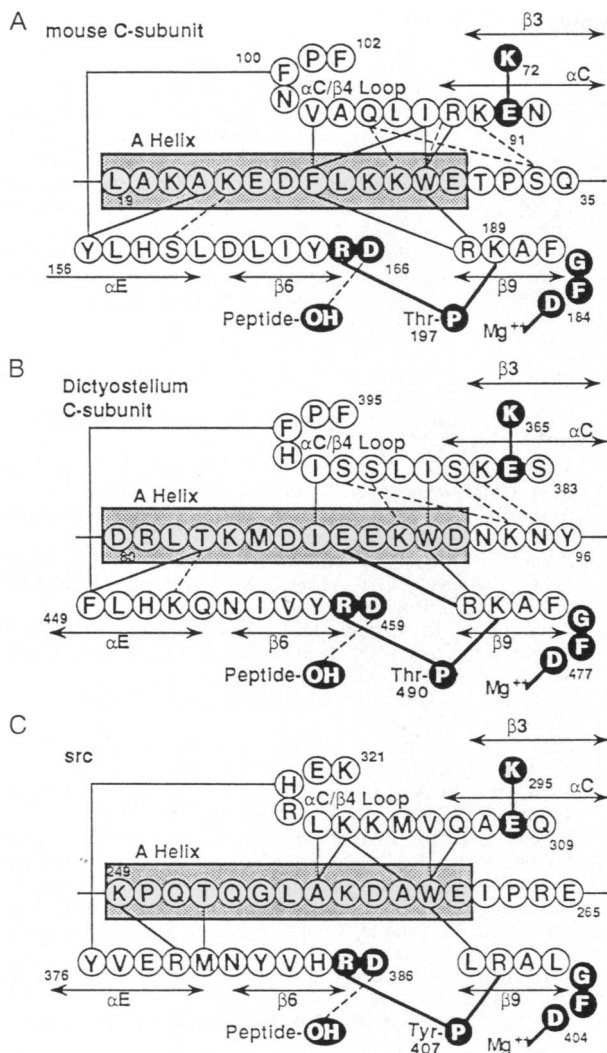 A
mouse C-subunit
β3
100 F P F 102
K
72
αC
N αC/β4 Loop
V A Q L I R K E N
91
A Helix
L A K A K E D F L K K W E T P S Q
19
35
189
Y L H S L D L I Y R D
R K A F G
F
156
αE
β6
166
β9
D 184
Peptide-OH
Thr-P
197
Mg++
B
Dictyostelium
C-subunit
β3
F P F 395
K
365
αC
H αC/β4 Loop
I S S L I S K E S
383
A Helix
D R L T K M D I E E K W D N K N Y
80
96
F L H K Q N I V Y R D
R K A F G
F
449
αE
β6
459
β9
D 477
Peptide-OH
Thr-P
490
Mg++
C
src
β3
H E K 321
K
295
αC
R αC/β4 Loop
L K K M V Q A E Q
309
A Helix
249
K P Q T Q G L A K D A W E I P R E
265
Y V E R M N Y V H R D
L R A L G
F
376
αE
β6
386
β9
D 404
Peptide-OH
Tyr-P
407
Mg++